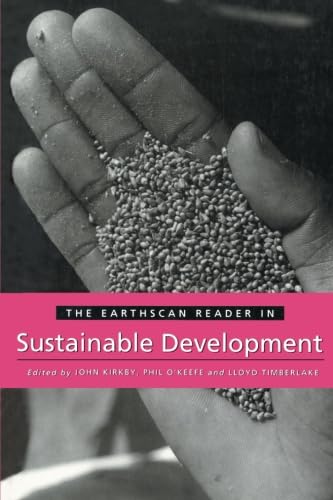 THE EARTHSCAN READER IN
Sustainable Development
Edited by JOHN KIRKBY, PHIL O'KEEFE and LLOYD TIMBERLAKE